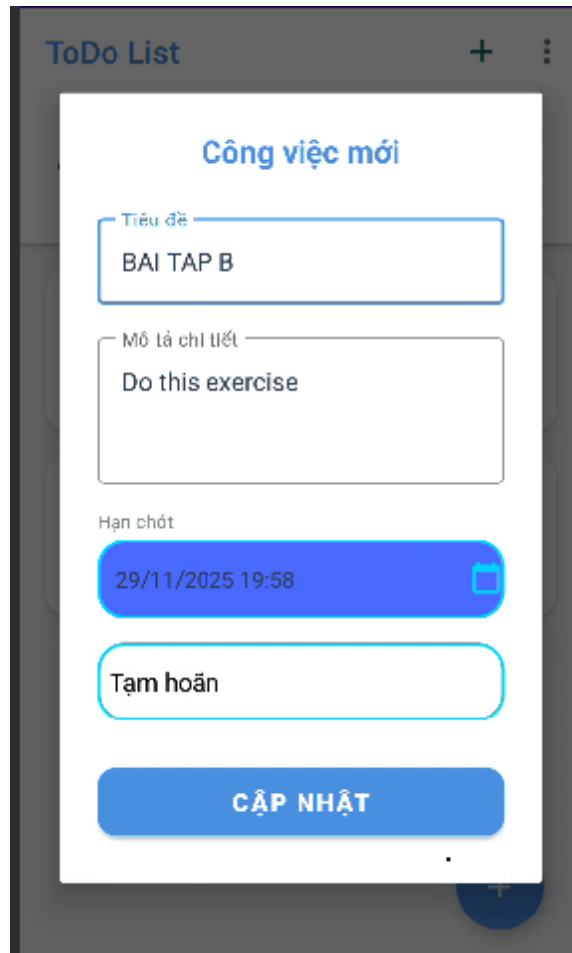 ToDo List
Công việc mới
Tiêu đề
BAI TAP B
Mô tả chi tiết
Do this exercise
Hạn chót
29/11/2025 19:58
Tạm hoãn
CẬP NHẬT